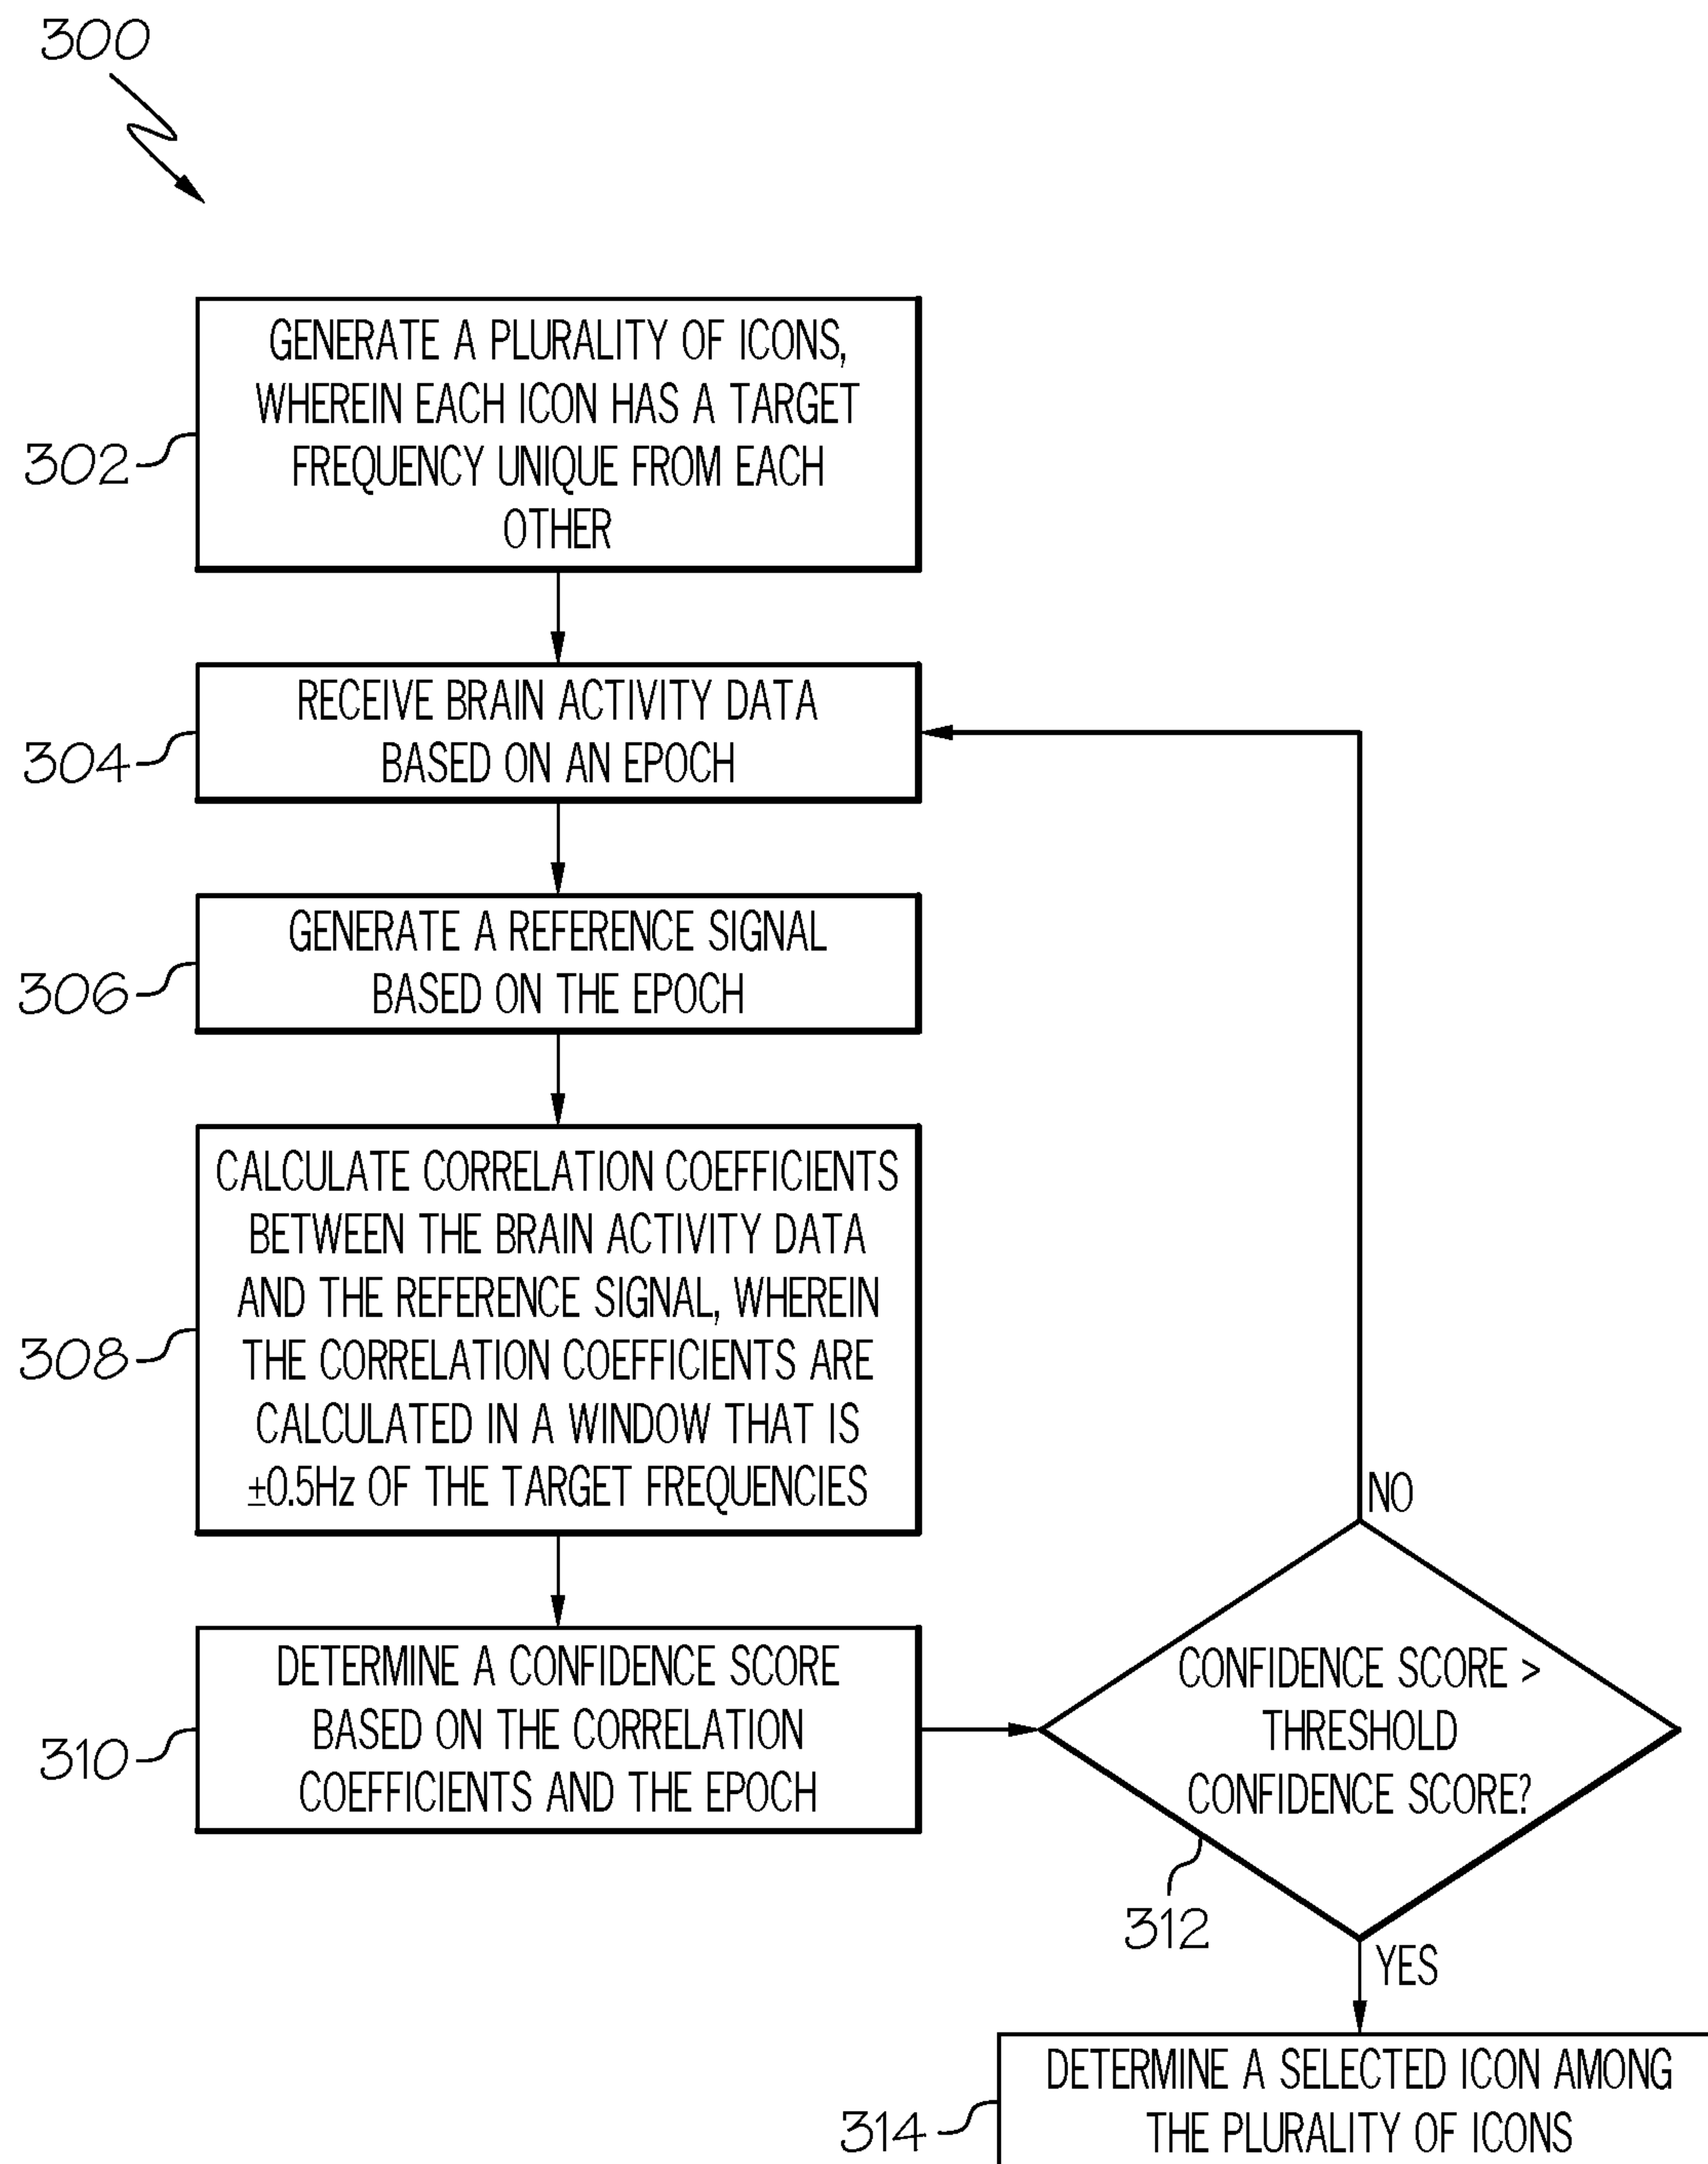 300
GENERATE A PLURALITY OF ICONS,
WHEREIN EACH ICON HAS A TARGET
FREQUENCY UNIQUE FROM EACH
OTHER
302
RECEIVE BRAIN ACTIVITY DATA
BASED ON AN EPOCH
304
GENERATE A REFERENCE SIGNAL
BASED ON THE EPOCH
306
CALCULATE CORRELATION COEFFICIENTS
BETWEEN THE BRAIN ACTIVITY DATA
AND THE REFERENCE SIGNAL, WHEREIN
THE CORRELATION COEFFICIENTS ARE
CALCULATED IN A WINDOW THAT IS
±0.5Hz OF THE TARGET FREQUENCIES
308
DETERMINE A CONFIDENCE SCORE
BASED ON THE CORRELATION
COEFFICIENTS AND THE EPOCH
310
NO
CONFIDENCE SCORE >
THRESHOLD
CONFIDENCE SCORE?
312
YES
DETERMINE A SELECTED ICON AMONG
THE PLURALITY OF ICONS
314